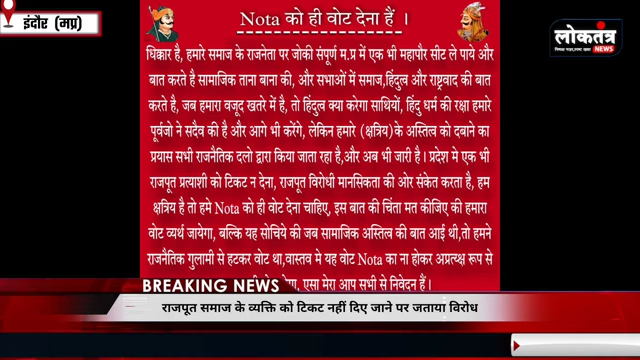 इंदौर (मप्र)
लोकतंत्र
NEWS
Nota को ही वोट देना हैं ।
धिक्कार है, हमारे समाज के राजनेता पर जोकी संपूर्ण म.प्र में एक भी महापौर सीट ले पाये और
बात करते है सामाजिक ताना बाना की, और सभाओं में समाज,हिंदुत्व और राष्ट्रवाद की बात
करते है, जब हमारा वजूद खतरे में है, तो हिंदुत्व क्या करेगा साथियों, हिंदु धर्म की रक्षा हमारे
पूर्वजो ने सदैव की है और आगे भी करेंगे, लेकिन हमारे (क्षत्रिय)के अस्तित्व को दबाने का
प्रयास सभी राजनैतिक दलो द्वारा किया जाता रहा है,और अब भी जारी है। प्रदेश मे एक भी
राजपूत प्रत्याशी को टिकट न देना, राजपूत विरोधी मानसिकता की ओर संकेत करता है, हम
क्षत्रिय है तो हमे Nota को ही वोट देना चाहिए, इस बात की चिंता मत कीजिए की हमारा
वोट व्यर्थ जायेगा, बल्कि यह सोचिये की जब सामाजिक अस्तित्व की बात आई थी,तो हमने
राजनैतिक गुलामी से हटकर वोट था,वास्तव मे यह वोट Nota का ना होकर अप्रत्यक्ष रूप से
एसा मेरा आप सभी से निवेदन हैं।
BREAKING NEWS
राजपूत समाज के व्यक्ति को टिकट नहीं दिए जाने पर जताया विरोध